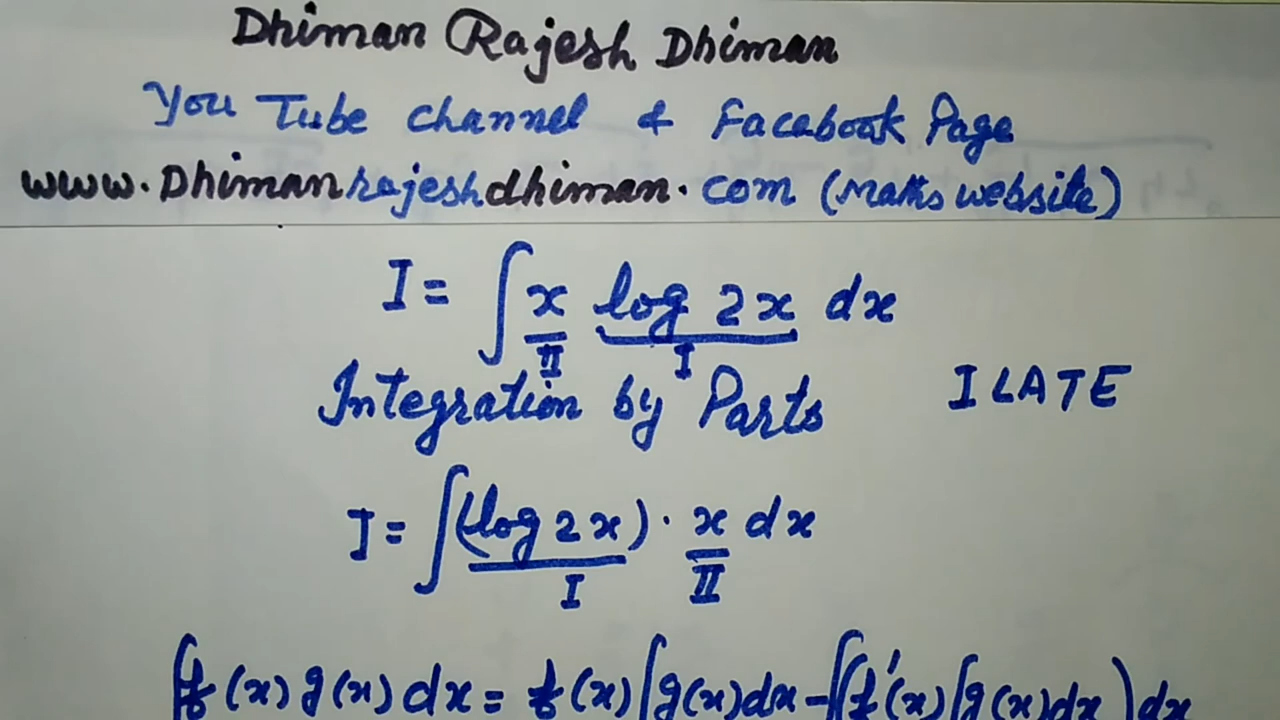 Dhiman Rajesh Dhiman
You Tube channel & Facabook Page
www.Dhimanrajeshdhiman.com (Maths website)
I = ∫ x log 2x dx
II I
Integration by Parts ILATE
I = ∫(log 2x) · x dx
I II
∫f(x) g(x) dx = f(x) ∫g(x)dx - ∫(f'(x) ∫g(x)dx) dx